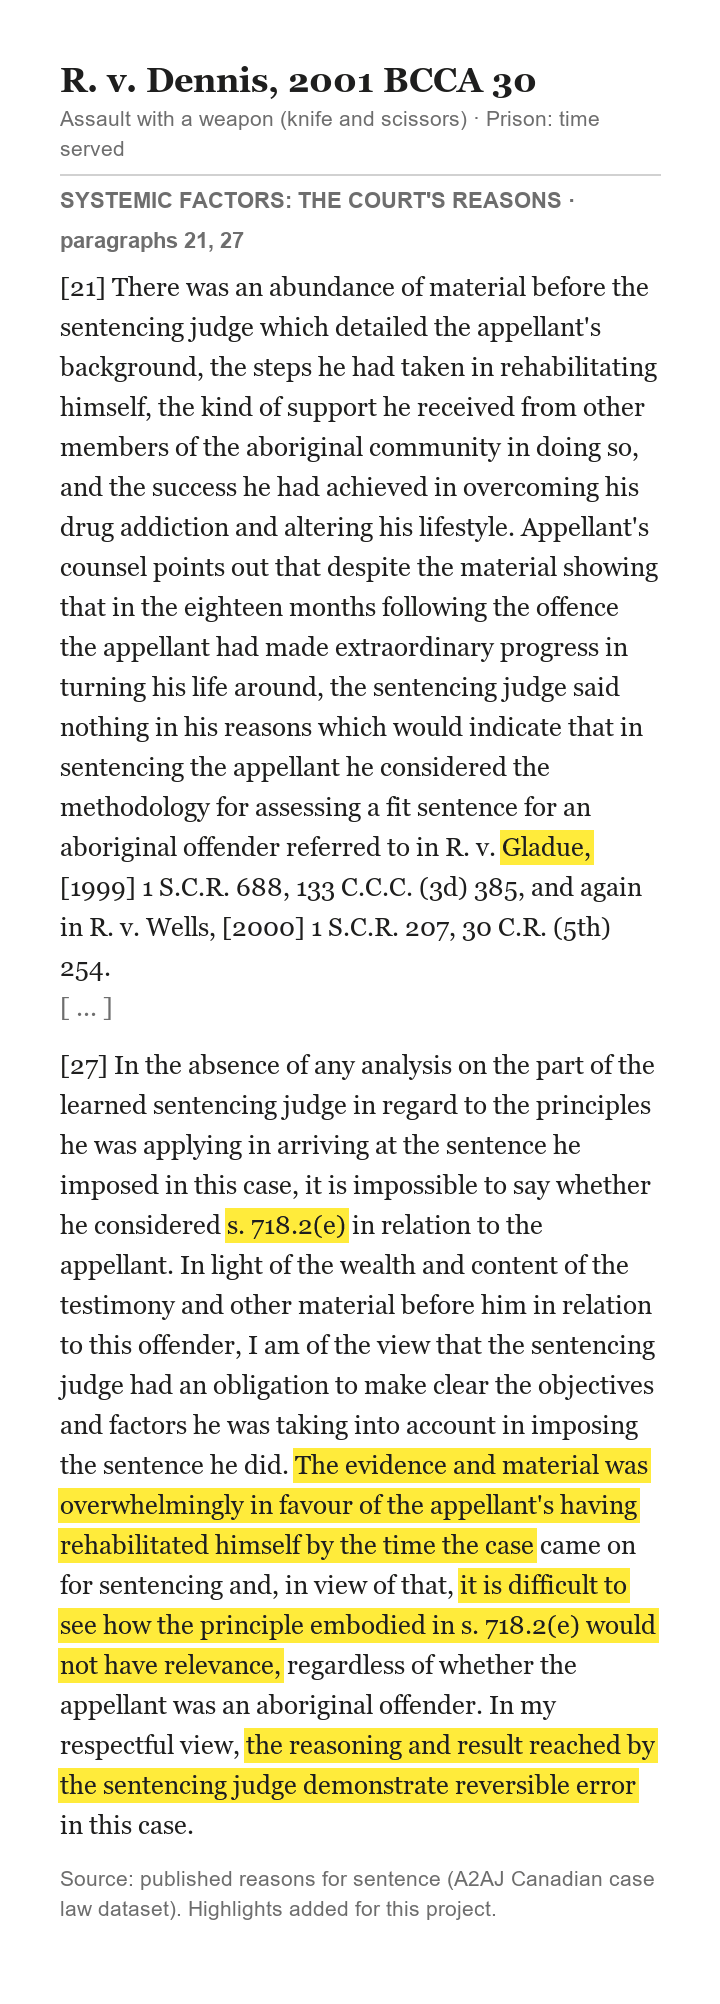 R. v. Dennis, 2001 BCCA 30
Assault with a weapon (knife and scissors) · Prison: time
served
SYSTEMIC FACTORS: THE COURT'S REASONS ·
paragraphs 21, 27
[21] There was an abundance of material before the
sentencing judge which detailed the appellant's
background, the steps he had taken in rehabilitating
himself, the kind of support he received from other
members of the aboriginal community in doing so,
and the success he had achieved in overcoming his
drug addiction and altering his lifestyle. Appellant's
counsel points out that despite the material showing
that in the eighteen months following the offence
the appellant had made extraordinary progress in
turning his life around, the sentencing judge said
nothing in his reasons which would indicate that in
sentencing the appellant he considered the
methodology for assessing a fit sentence for an
aboriginal offender referred to in R. v. Gladue,
[1999] 1 S.C.R. 688, 133 C.C.C. (3d) 385, and again
in R. v. Wells, [2000] 1 S.C.R. 207, 30 C.R. (5th)
254.
[ ... ]
[27] In the absence of any analysis on the part of the
learned sentencing judge in regard to the principles
he was applying in arriving at the sentence he
imposed in this case, it is impossible to say whether
he considered s. 718.2(e) in relation to the
appellant. In light of the wealth and content of the
testimony and other material before him in relation
to this offender, I am of the view that the sentencing
judge had an obligation to make clear the objectives
and factors he was taking into account in imposing
the sentence he did. The evidence and material was
overwhelmingly in favour of the appellant's having
rehabilitated himself by the time the case came on
for sentencing and, in view of that, it is difficult to
see how the principle embodied in s. 718.2(e) would
not have relevance, regardless of whether the
appellant was an aboriginal offender. In my
respectful view, the reasoning and result reached by
the sentencing judge demonstrate reversible error
in this case.
Source: published reasons for sentence (A2AJ Canadian case
law dataset). Highlights added for this project.